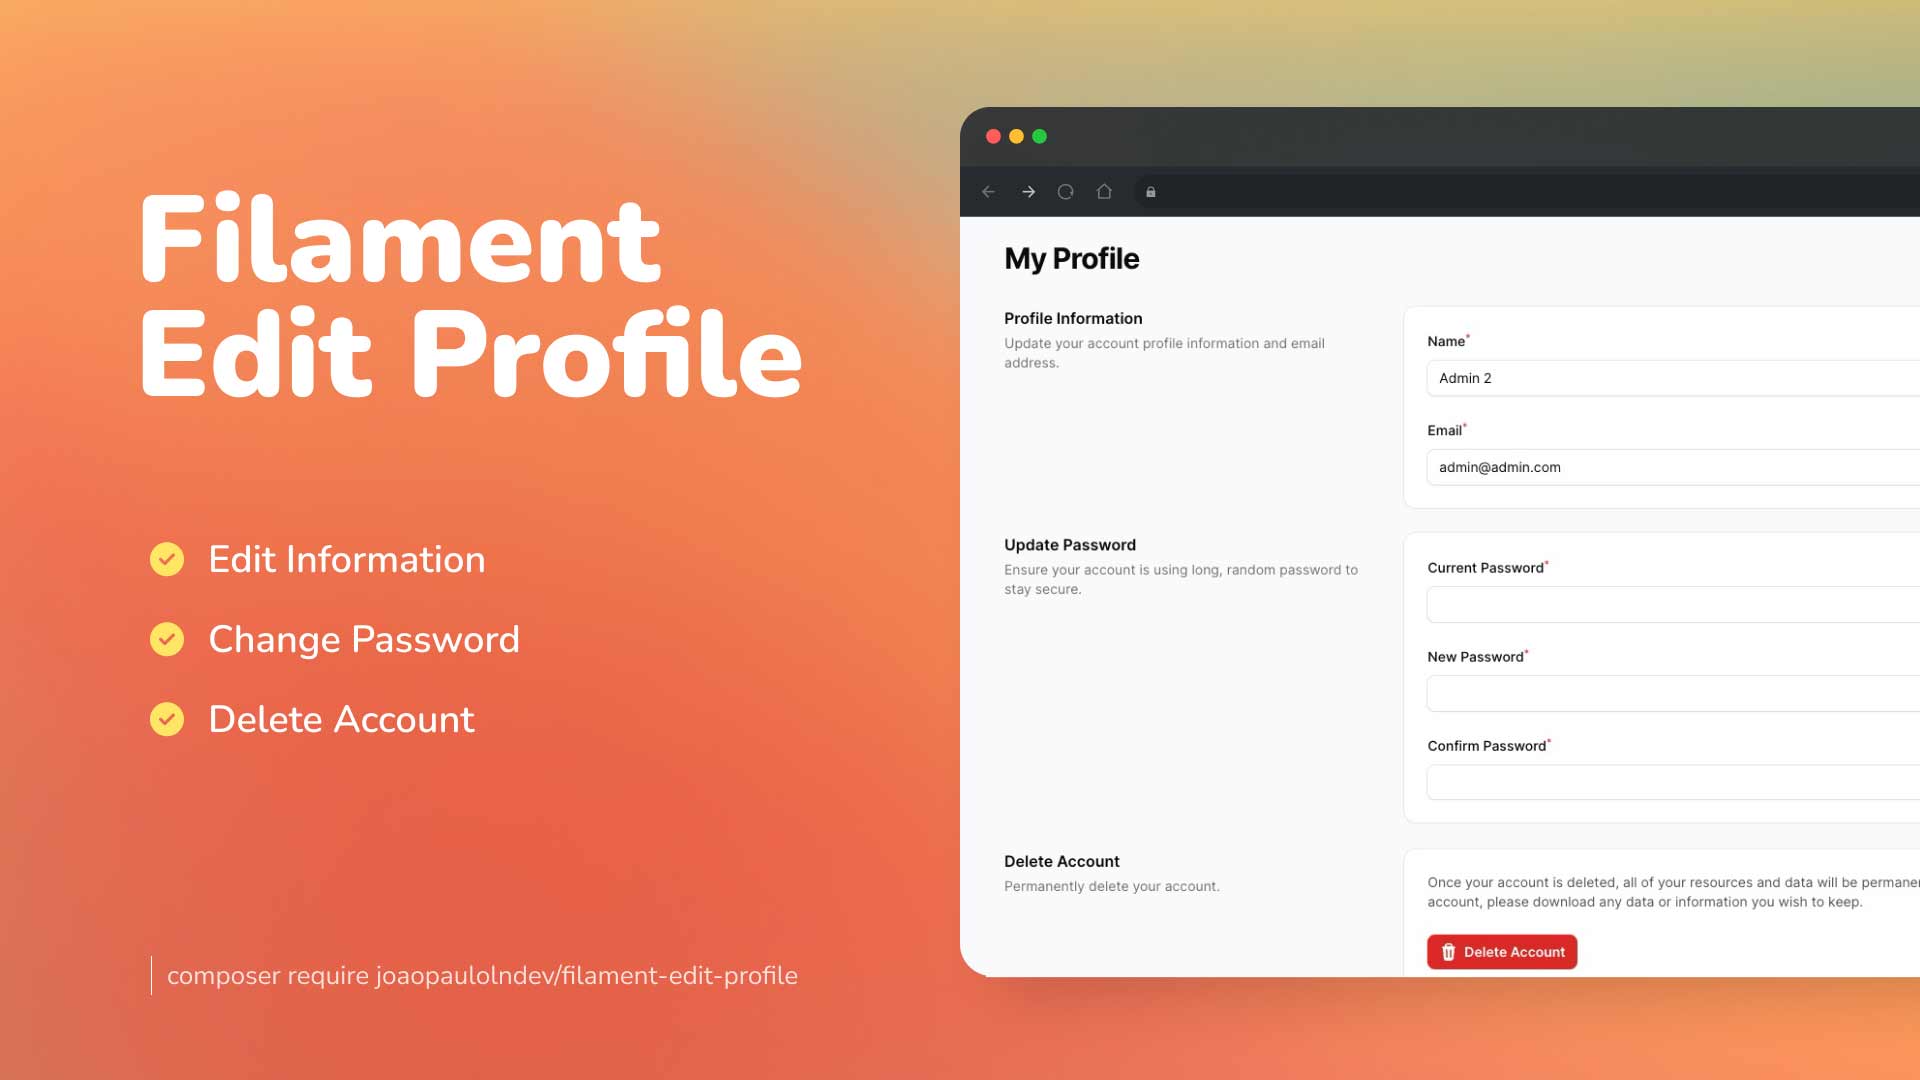 Filament
Edit Profile
Edit Information
Change Password
Delete Account
composer require joaopaulolndev/filament-edit-profile
My Profile
Profile Information
Update your account profile information and email
address.
Name*
Admin 2
Email*
admin@admin.com
Update Password
Ensure your account is using long, random password to
stay secure.
Current Password*
New Password*
Confirm Password*
Delete Account
Permanently delete your account.
Once your account is deleted, all of your resources and data will be
account, please download any data or information you wish to keep.
Delete Account